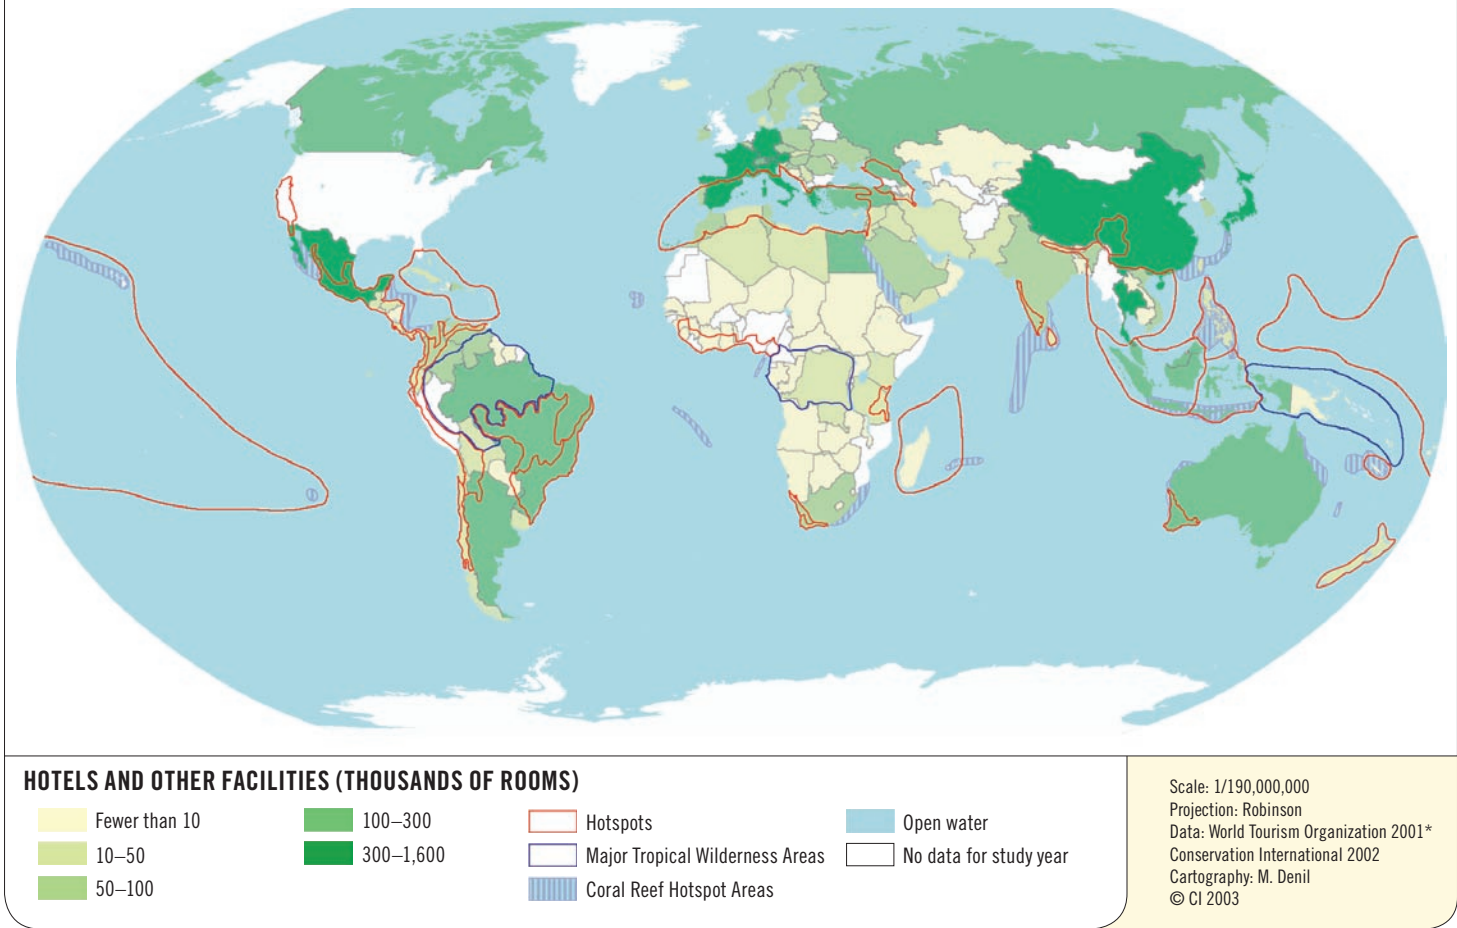 HOTELS AND OTHER FACILITIES (THOUSANDS OF ROOMS)
Fewer than 10
10–50
50–100
100–300
300–1,600
Hotspots
Major Tropical Wilderness Areas
Coral Reef Hotspot Areas
Open water
No data for study year
Scale: 1/190,000,000
Projection: Robinson
Data: World Tourism Organization 2001*
Conservation International 2002
Cartography: M. Denil
© CI 2003